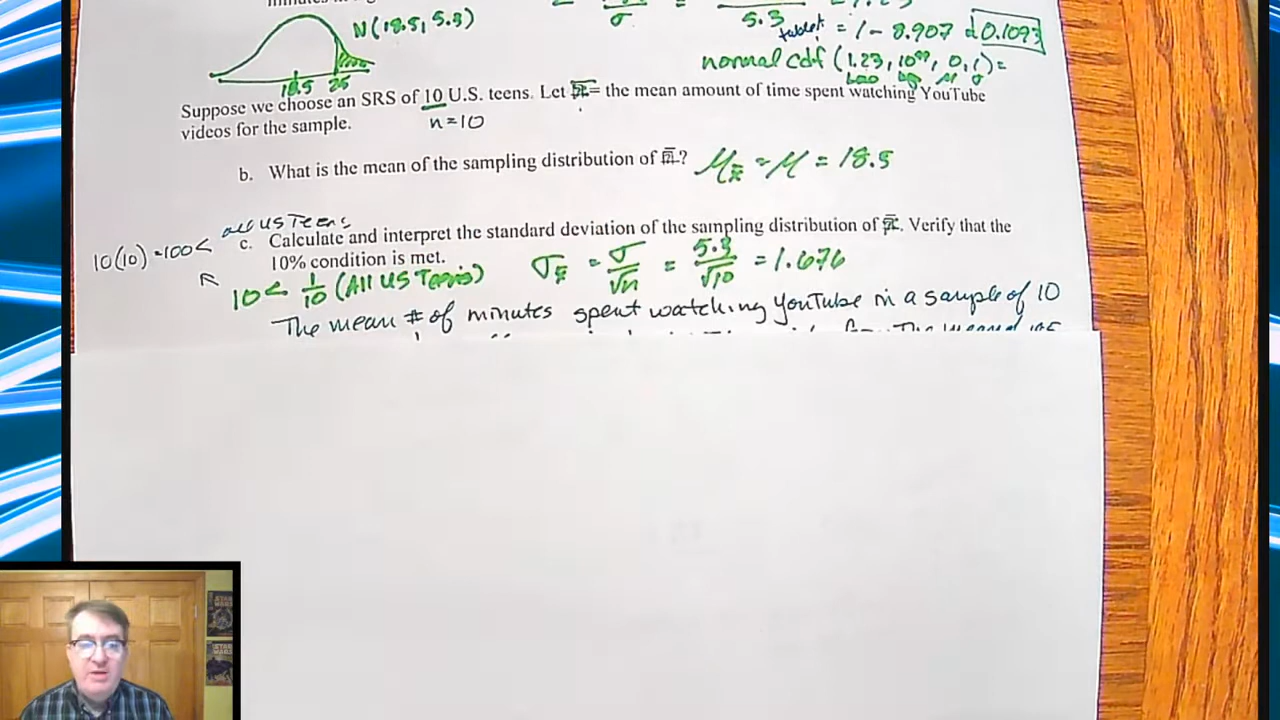 N(18.5, 5.3)
σ
5.3
table: = 1 - 8.907 0.1093
normal cdf (1.23, 10⁹⁹, 0, 1) =
18.5 25
Suppose we choose an SRS of 10 U.S. teens. Let x̄ = the mean amount of time spent watching YouTube
videos for the sample.
n=10
b. What is the mean of the sampling distribution of x̄? μx̄ = μ = 18.5
all US Teens
10(10) = 100 <
c. Calculate and interpret the standard deviation of the sampling distribution of x̄. Verify that the
10% condition is met.
10 < 1/10 (All US Teens)
σx̄ = σ/√n = 5.3/√10 = 1.676
The mean # of minutes spent watching YouTube in a sample of 10